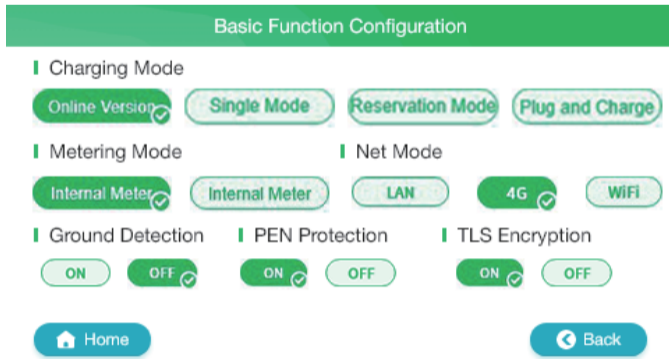 Basic Function Configuration
Charging Mode
Online Version Single Mode Reservation Mode Plug and Charge
Metering Mode Net Mode
Internal Meter Internal Meter LAN 4G WiFi
Ground Detection PEN Protection TLS Encryption
ON OFF ON OFF ON OFF
Home Back